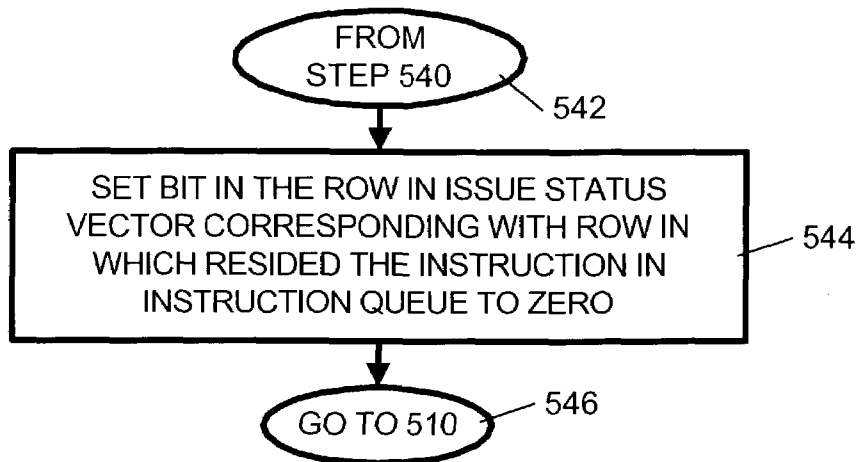 FROM
STEP 540
542
SET BIT IN THE ROW IN ISSUE STATUS
VECTOR CORRESPONDING WITH ROW IN
WHICH RESIDED THE INSTRUCTION IN
INSTRUCTION QUEUE TO ZERO
544
GO TO 510
546